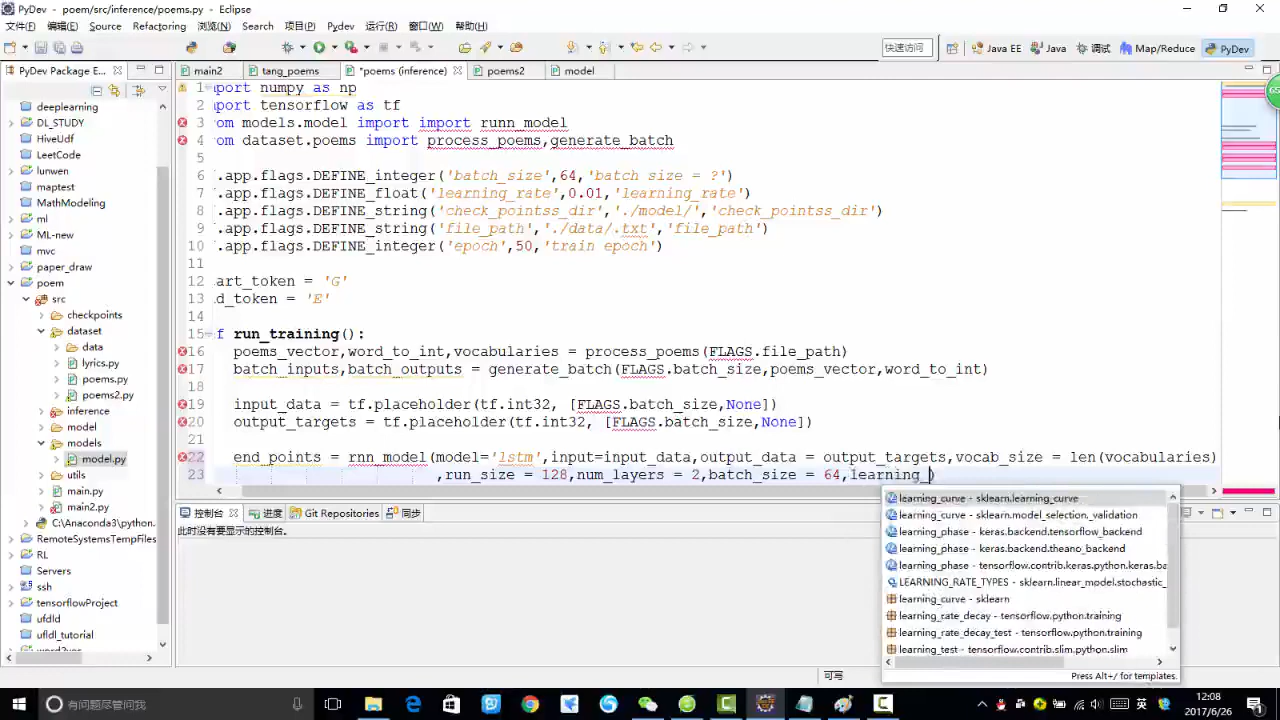 PyDev - poem/src/inference/poems.py - Eclipse
文件(F) 编辑(E) Source Refactoring 浏览(N) Search 项目(P) Pydev 运行(R) 窗口(W) 帮助(H)
快速访问 Java EE Java 调试 Map/Reduce PyDev
PyDev Package E... main2 tang_poems *poems (inference) poems2 model
deeplearning
DL_STUDY
HiveUdf
LeetCode
lunwen
maptest
MathModeling
ml
ML-new
mvc
paper_draw
poem
src
checkpoints
dataset
data
lyrics.py
poems.py
poems2.py
inference
model
models
model.py
utils
main.py
main2.py
C:\Anaconda3\python.
RemoteSystemsTempFiles
RL
Servers
ssh
tensorflowProject
ufdld
ufldl_tutorial
1 port numpy as np
2 port tensorflow as tf
3 om models.model import import runn_model
4 om dataset.poems import process_poems,generate_batch
5
6 .app.flags.DEFINE_integer('batch_size',64,'batch size = ?')
7 .app.flags.DEFINE_float('learning_rate',0.01,'learning_rate')
8 .app.flags.DEFINE_string('check_pointss_dir','./model/','check_pointss_dir')
9 .app.flags.DEFINE_string('file_path','./data/.txt','file_path')
10 .app.flags.DEFINE_integer('epoch',50,'train epoch')
11
12 art_token = 'G'
13 d_token = 'E'
14
15 f run_training():
16 poems_vector,word_to_int,vocabularies = process_poems(FLAGS.file_path)
17 batch_inputs,batch_outputs = generate_batch(FLAGS.batch_size,poems_vector,word_to_int)
18
19 input_data = tf.placeholder(tf.int32, [FLAGS.batch_size,None])
20 output_targets = tf.placeholder(tf.int32, [FLAGS.batch_size,None])
21
22 end_points = rnn_model(model='lstm',input=input_data,output_data = output_targets,vocab_size = len(vocabularies)
23 ,run_size = 128,num_layers = 2,batch_size = 64,learning_)
learning_curve - sklearn.learning_curve
learning_curve - sklearn.model_selection._validation
learning_phase - keras.backend.tensorflow_backend
learning_phase - keras.backend.theano_backend
learning_phase - tensorflow.contrib.keras.python.keras.ba
LEARNING_RATE_TYPES - sklearn.linear_model.stochastic_
learning_curve - sklearn
learning_rate_decay - tensorflow.python.training
learning_rate_decay_test - tensorflow.python.training
learning_test - tensorflow.contrib.slim.python.slim
Press Alt+/ for templates.
控制台 进度 Git Repositories 同步
此时没有要显示的控制台。
可写
有问题尽管问我
英
12:08
2017/6/26